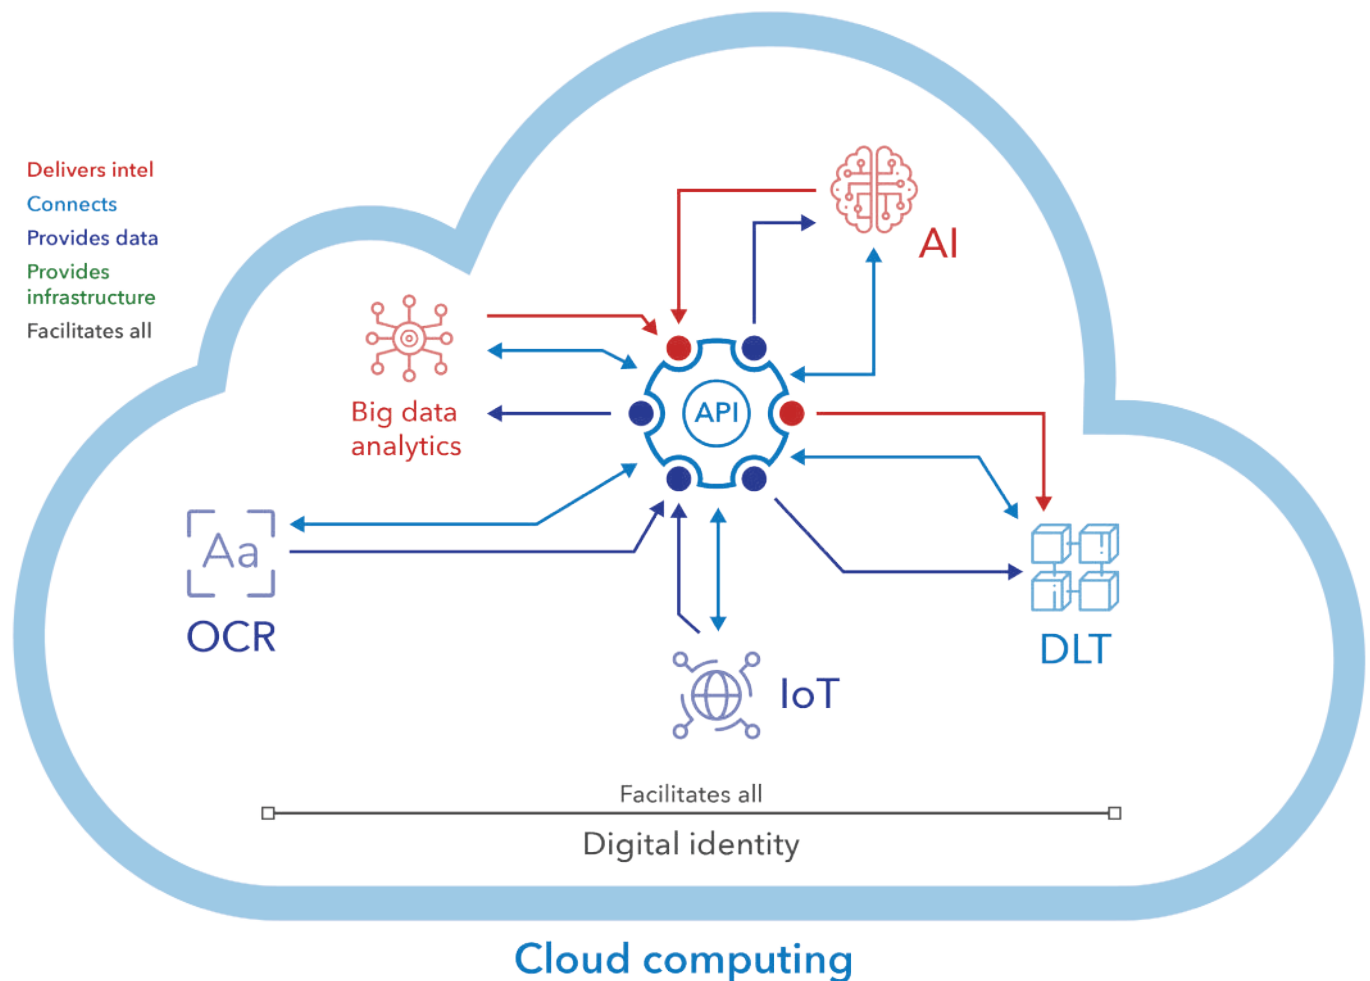 Delivers intel
Connects
Provides data
Provides
infrastructure
Facilitates all
AI
Big data
analytics
API
Aa
OCR
IoT
DLT
Facilitates all
Digital identity
Cloud computing